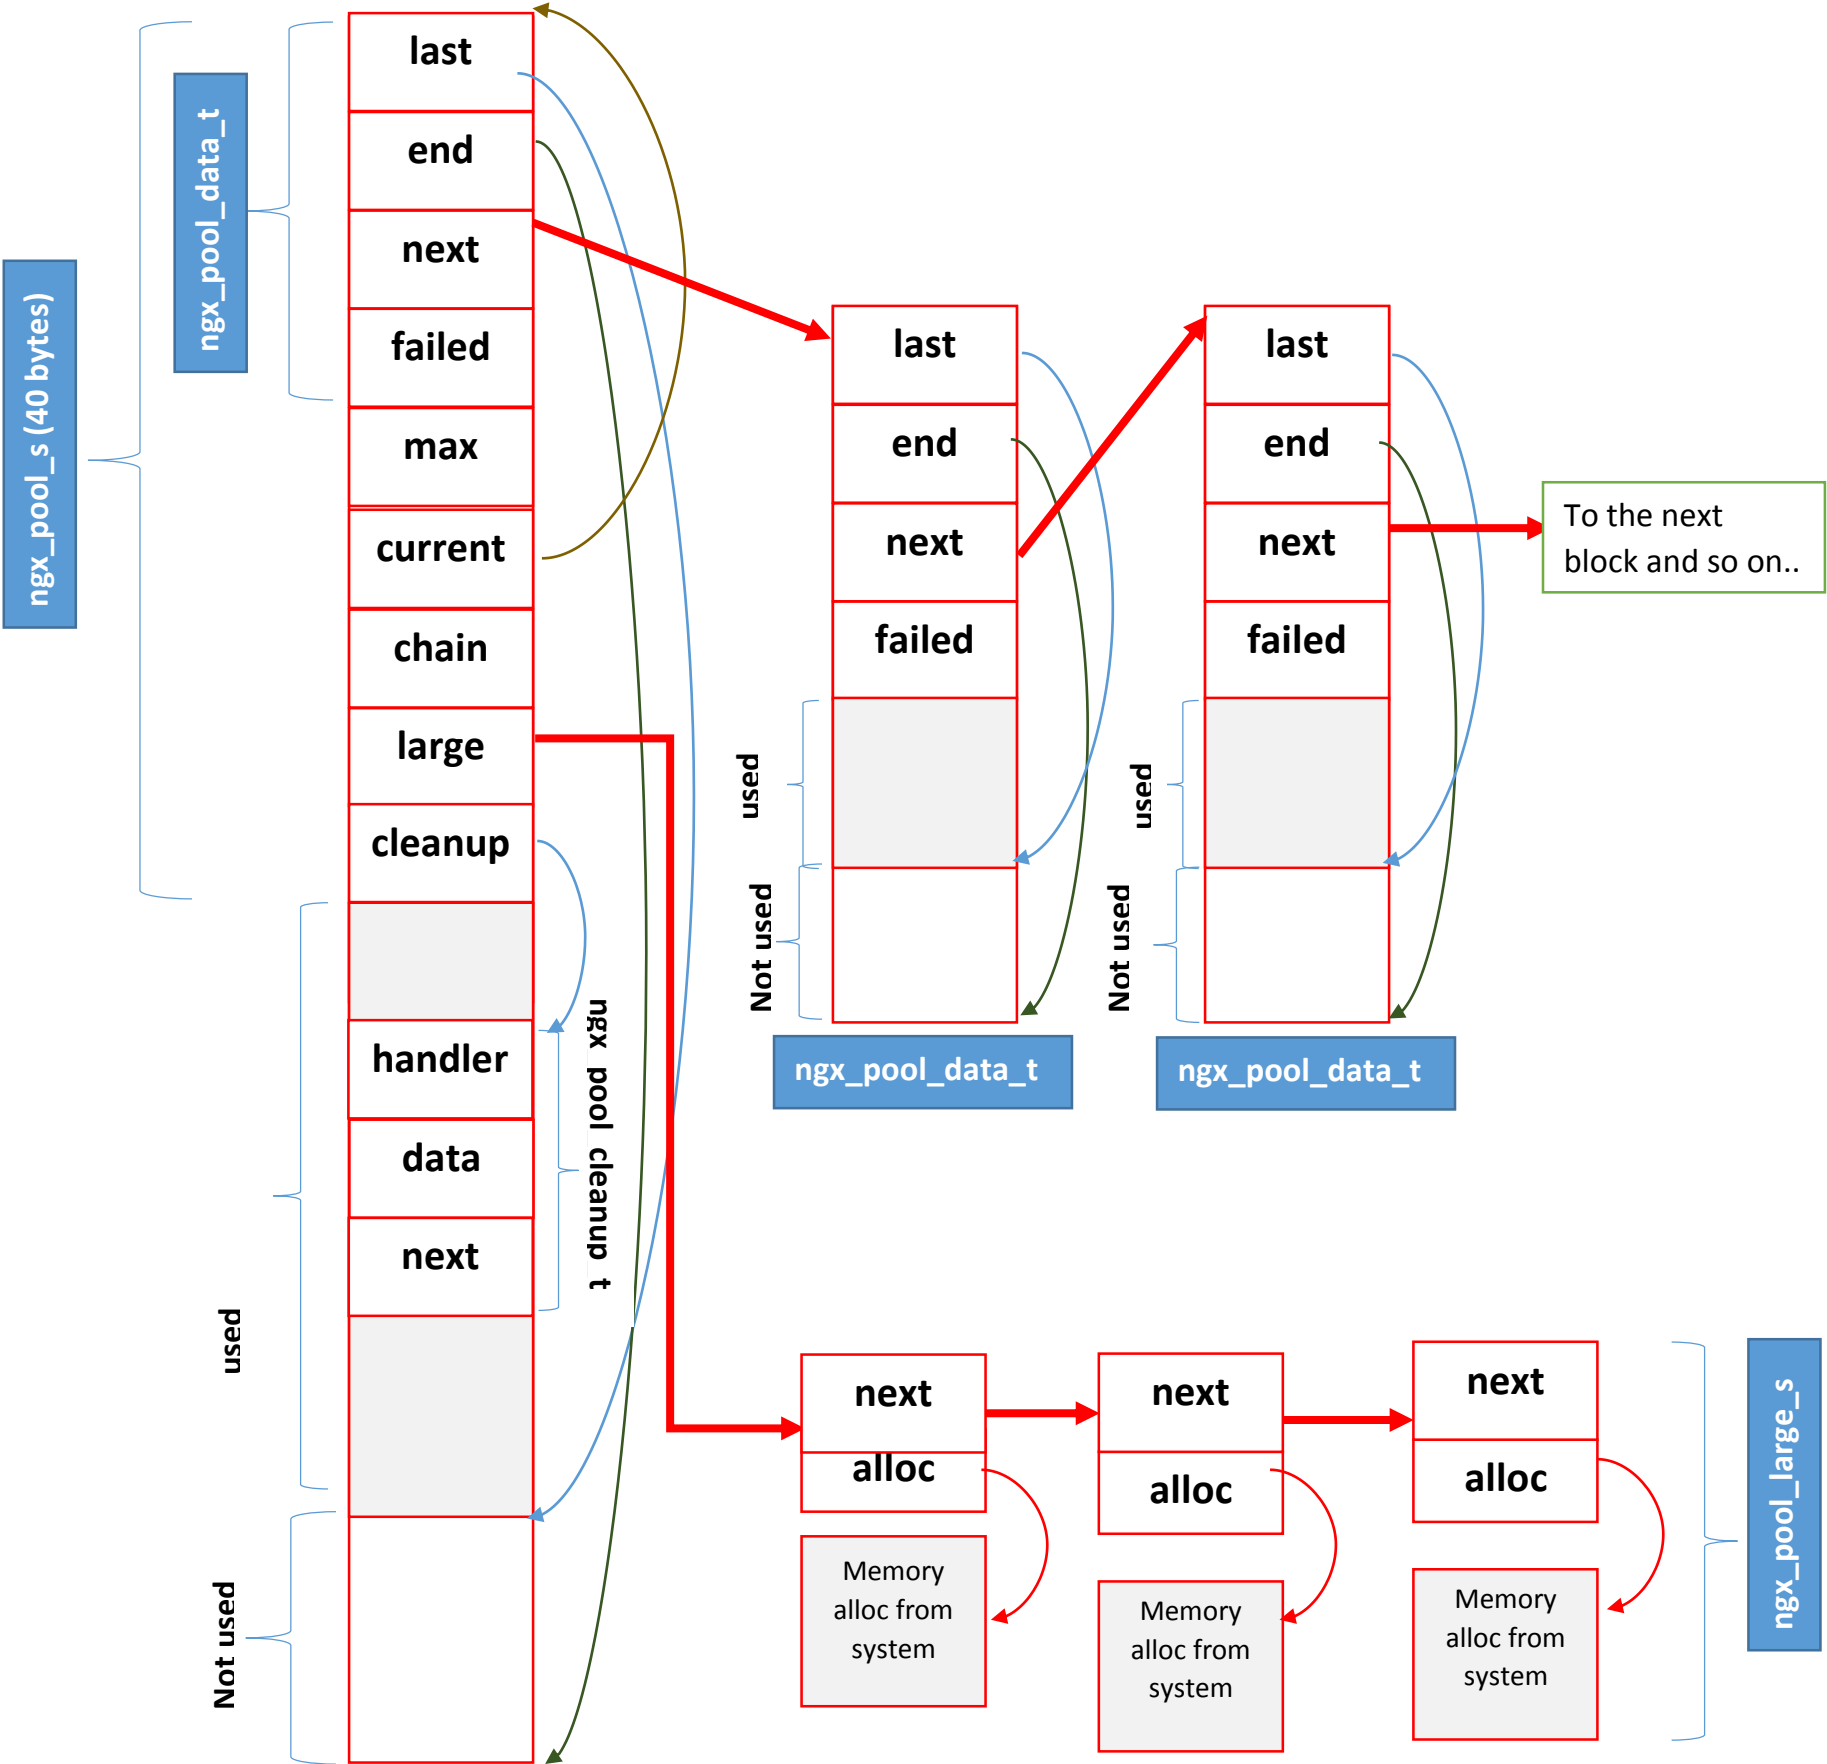 ngx_pool_s (40 bytes)
ngx_pool_data_t
last
end
next
failed
max
current
chain
large
cleanup
handler
data
next
used
Not used
ngx_pool_cleanup_t
last
end
next
failed
used
Not used
ngx_pool_data_t
last
end
next
failed
used
Not used
ngx_pool_data_t
To the next
block and so on..
next
alloc
Memory
alloc from
system
next
alloc
Memory
alloc from
system
next
alloc
Memory
alloc from
system
ngx_pool_large_s